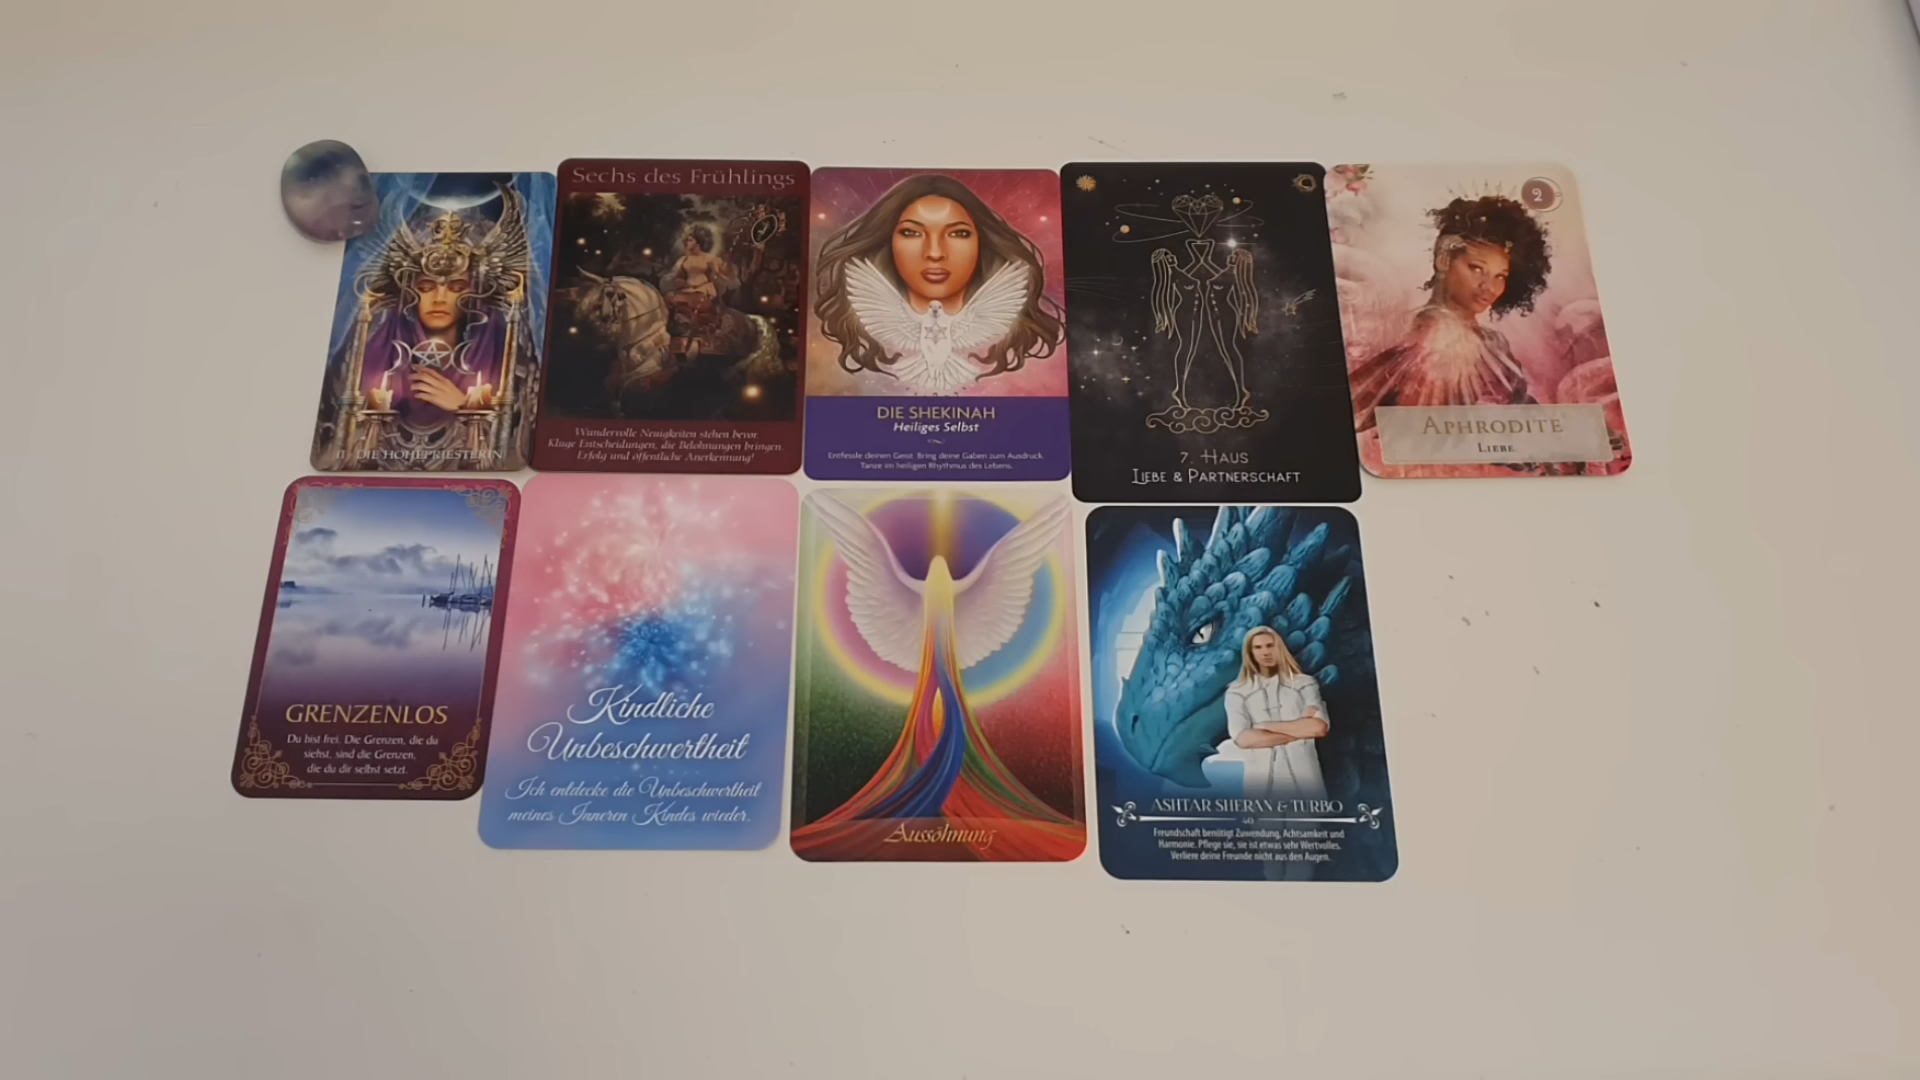 II - DIE HOHEPRIESTERIN
Sechs des Frühlings
Wundervolle Neuigkeiten stehen bevor.
Kluge Entscheidungen, die Belohnungen bringen.
Erfolg und öffentliche Anerkennung!
DIE SHEKINAH
Heiliges Selbst
Entfessle deinen Geist. Bring deine Gaben zum Ausdruck.
Tanze im heiligen Rhythmus des Lebens.
7. HAUS
LIEBE & PARTNERSCHAFT
2
APHRODITE
LIEBE
GRENZENLOS
Du bist frei. Die Grenzen, die du
siehst, sind die Grenzen,
die du dir selbst setzt.
Kindliche
Unbeschwertheit
Ich entdecke die Unbeschwertheit
meines Inneren Kindes wieder.
Aussöhnung
ASHTAR SHERAN & TURBO
40
Freundschaft benötigt Zuwendung, Achtsamkeit und
Harmonie. Pflege sie, sie ist etwas sehr Wertvolles.
Verliere deine Freunde nicht aus den Augen.